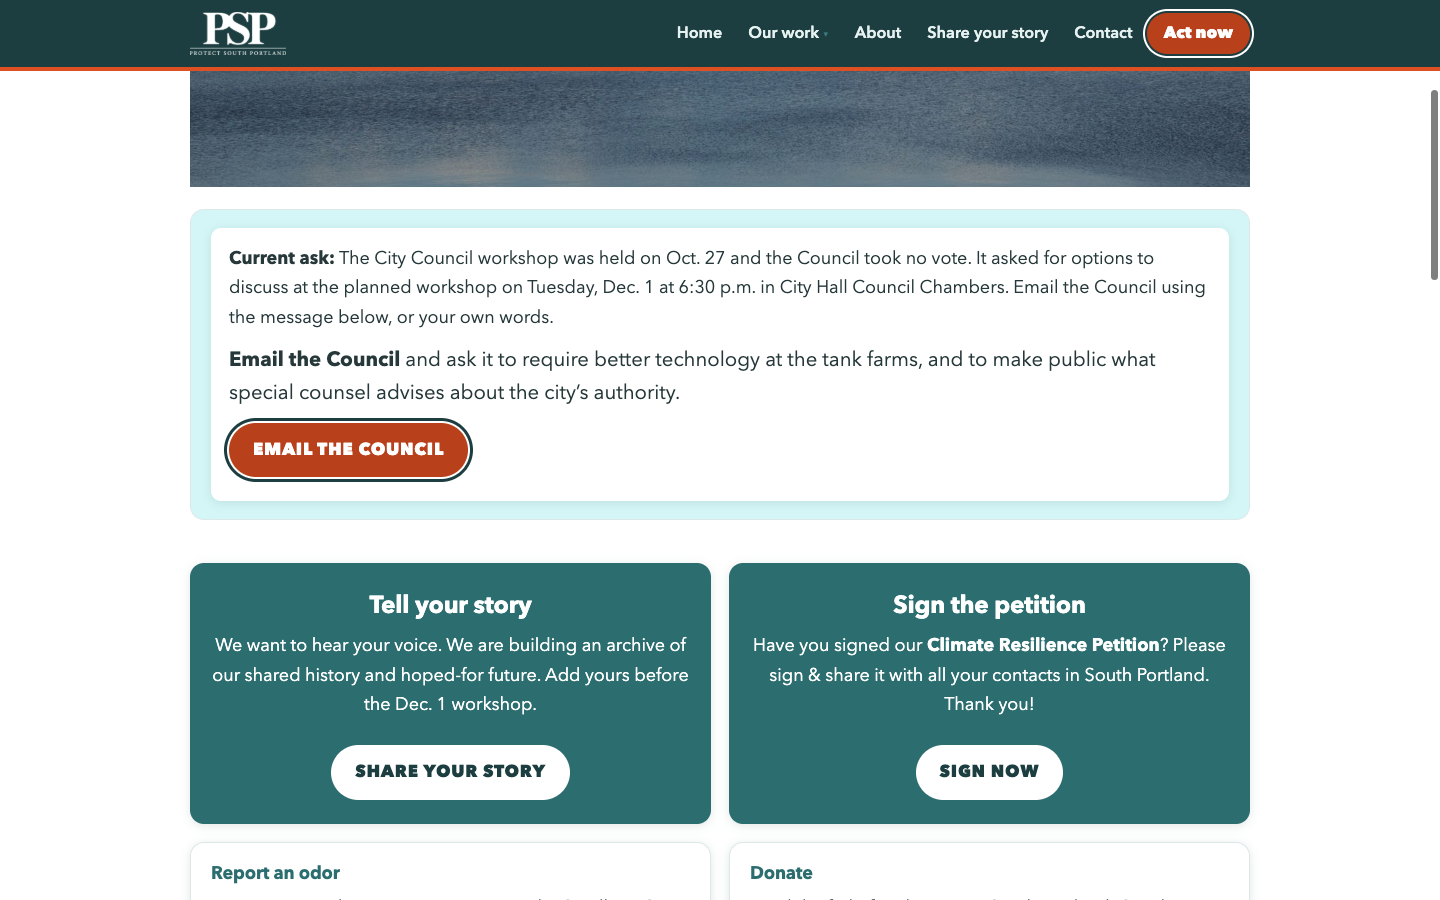 PSP
PROTECT SOUTH PORTLAND
Home
Our work
About
Share your story
Contact
Act now
Current ask: The City Council workshop was held on Oct. 27 and the Council took no vote. It asked for options to
discuss at the planned workshop on Tuesday, Dec. 1 at 6:30 p.m. in City Hall Council Chambers. Email the Council using
the message below, or your own words.
Email the Council and ask it to require better technology at the tank farms, and to make public what
special counsel advises about the city’s authority.
EMAIL THE COUNCIL
Tell your story
We want to hear your voice. We are building an archive of
our shared history and hoped-for future. Add yours before
the Dec. 1 workshop.
SHARE YOUR STORY
Sign the petition
Have you signed our Climate Resilience Petition? Please
sign & share it with all your contacts in South Portland.
Thank you!
SIGN NOW
Report an odor
Donate